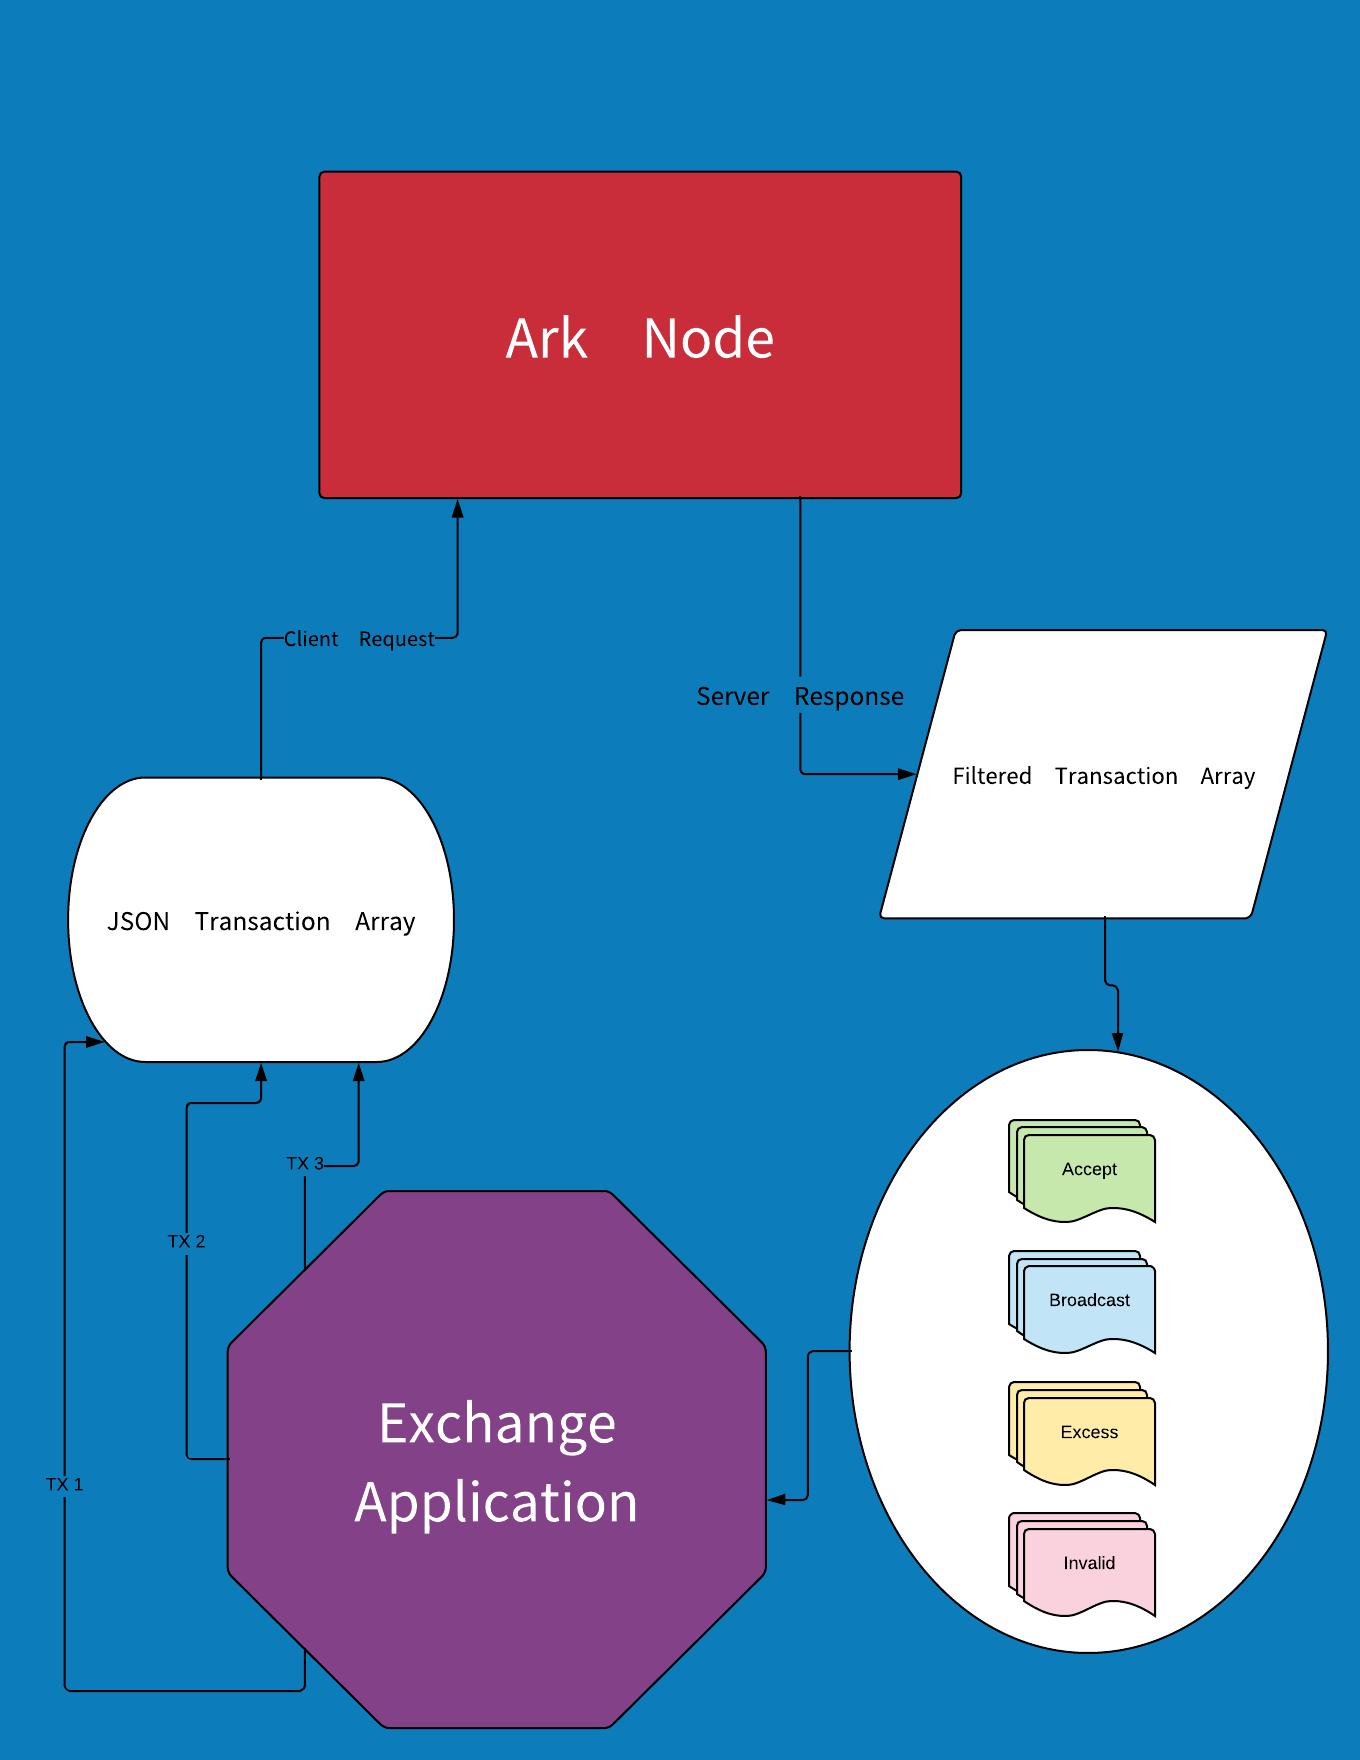 Ark Node
Client Request
Server Response
Filtered Transaction Array
JSON Transaction Array
TX 3
Accept
TX 2
Broadcast
Exchange
Application
Excess
TX 1
Invalid